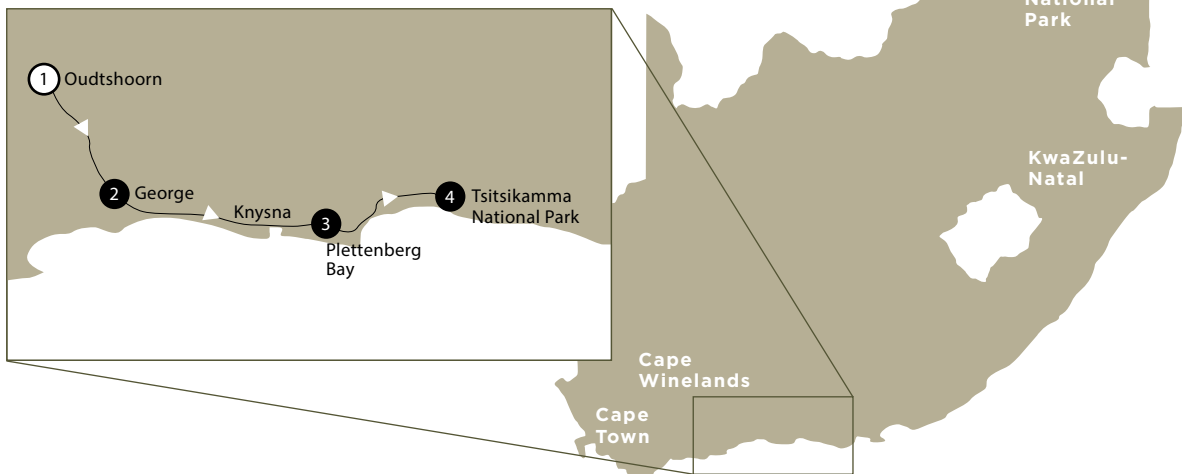 National
Park
1 Oudtshoorn
2 George
Knysna
3
Plettenberg
Bay
4 Tsitsikamma
National Park
KwaZulu-
Natal
Cape
Winelands
Cape
Town